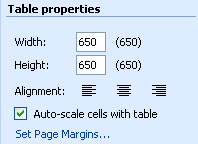 Table properties
Width: 650 (650)
Height: 650 (650)
Alignment:
Auto-scale cells with table
Set Page Margins...